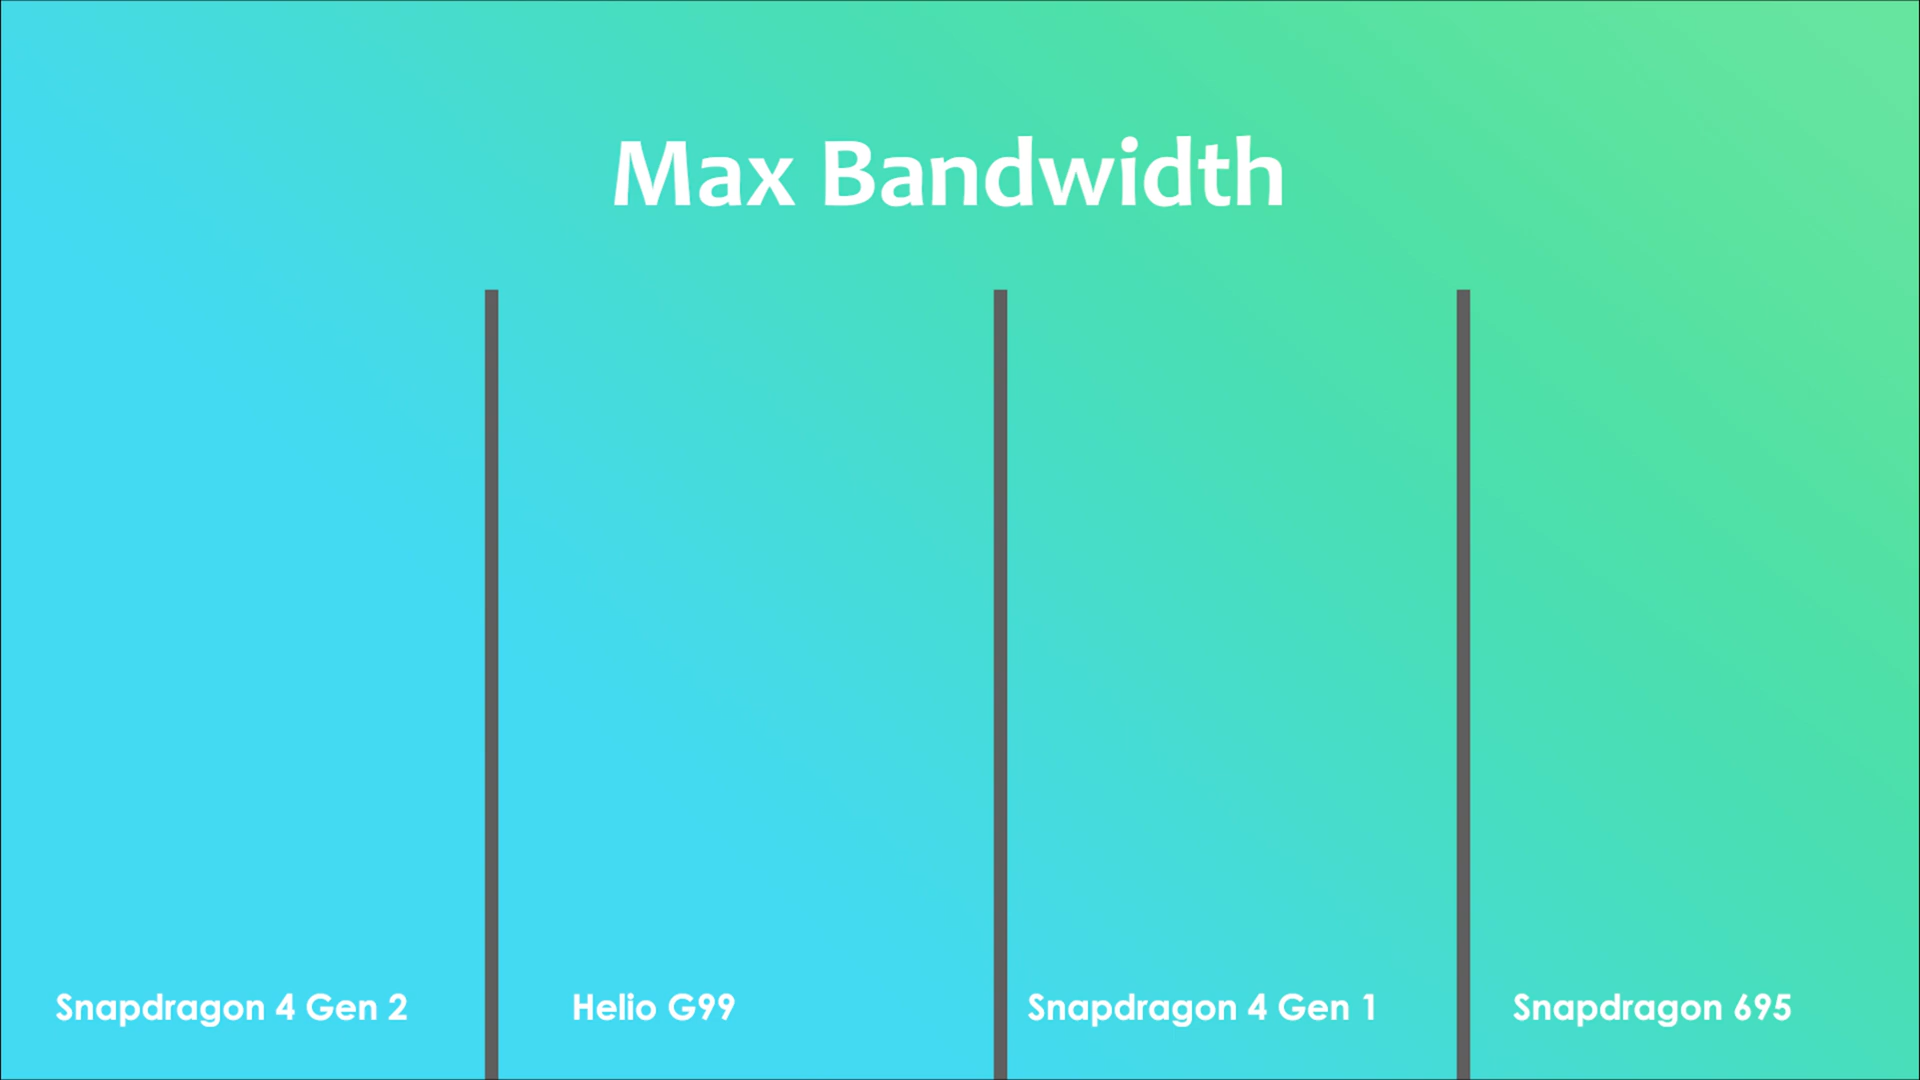 Max Bandwidth
Snapdragon 4 Gen 2
Helio G99
Snapdragon 4 Gen 1
Snapdragon 695